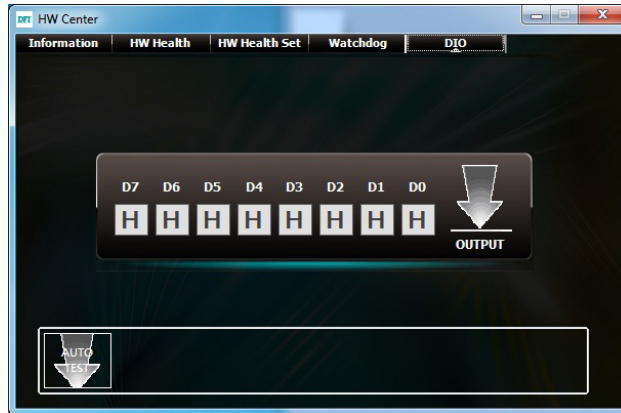 DFI HW Center
Information HW Health HW Health Set Watchdog DIO
D7 D6 D5 D4 D3 D2 D1 D0
H H H H H H H H
OUTPUT
AUTO
TEST